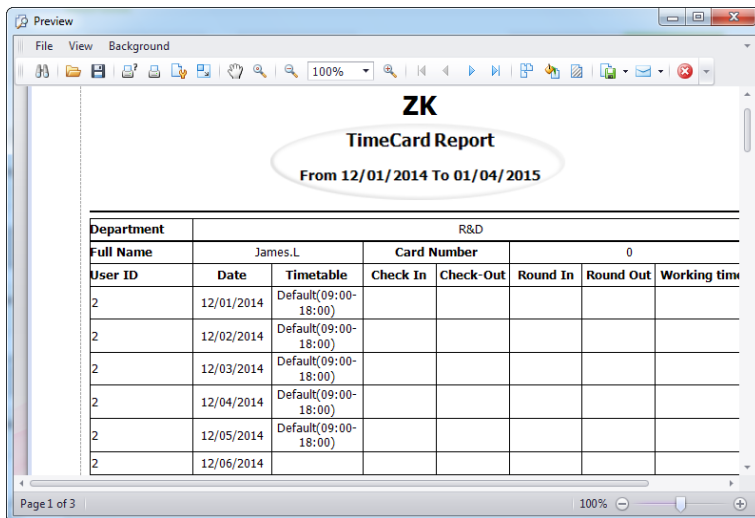 Preview
File View Background
100%
ZK
TimeCard Report
From 12/01/2014 To 01/04/2015
Department R&D
Full Name James.L Card Number 0
User ID Date Timetable Check In Check-Out Round In Round Out Working time
2 12/01/2014 Default(09:00-
18:00)
2 12/02/2014 Default(09:00-
18:00)
2 12/03/2014 Default(09:00-
18:00)
2 12/04/2014 Default(09:00-
18:00)
2 12/05/2014 Default(09:00-
18:00)
2 12/06/2014
Page 1 of 3 100%